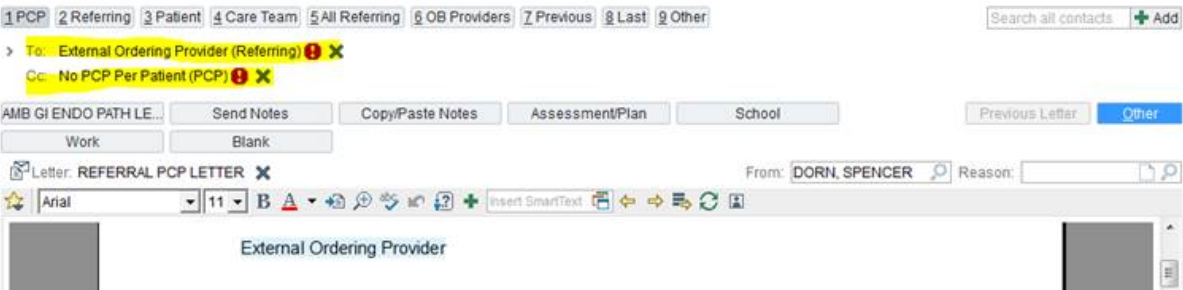 1 PCP 2 Referring 3 Patient 4 Care Team 5 All Referring 6 OB Providers 7 Previous 8 Last 9 Other Search all contacts Add
To: External Ordering Provider (Referring)
Cc: No PCP Per Patient (PCP)
AMB GI ENDO PATH LE... Send Notes Copy/Paste Notes Assessment/Plan School Previous Letter Other
Work Blank
Letter: REFERRAL PCP LETTER From: DORN, SPENCER Reason:
Arial 11 B A Insert SmartText
External Ordering Provider